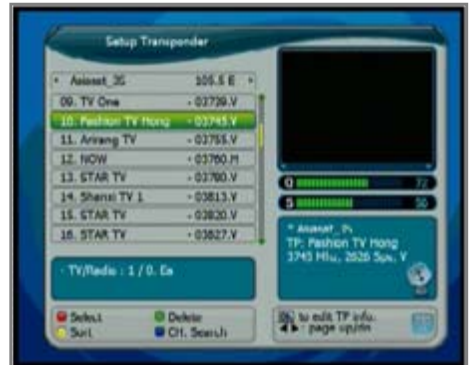 Setup Transponder
Asiasat_3S 105.5 E
09. TV One - 03739.V
10. Fashion TV Hong - 03745.V
11. Arirang TV - 03755.V
12. NOW - 03760.H
13. STAR TV - 03780.V
14. Shanxi TV 1 - 03813.V
15. STAR TV - 03820.V
16. STAR TV - 03827.V
Q 72
S 50
TP: Fashion TV Hong
3745 Mhz, 2626 Sps, V
- TV/Radio : 1 / 0. Ea
Select Delete
Sort CH. Search
to edit TP info.
: page up/dn